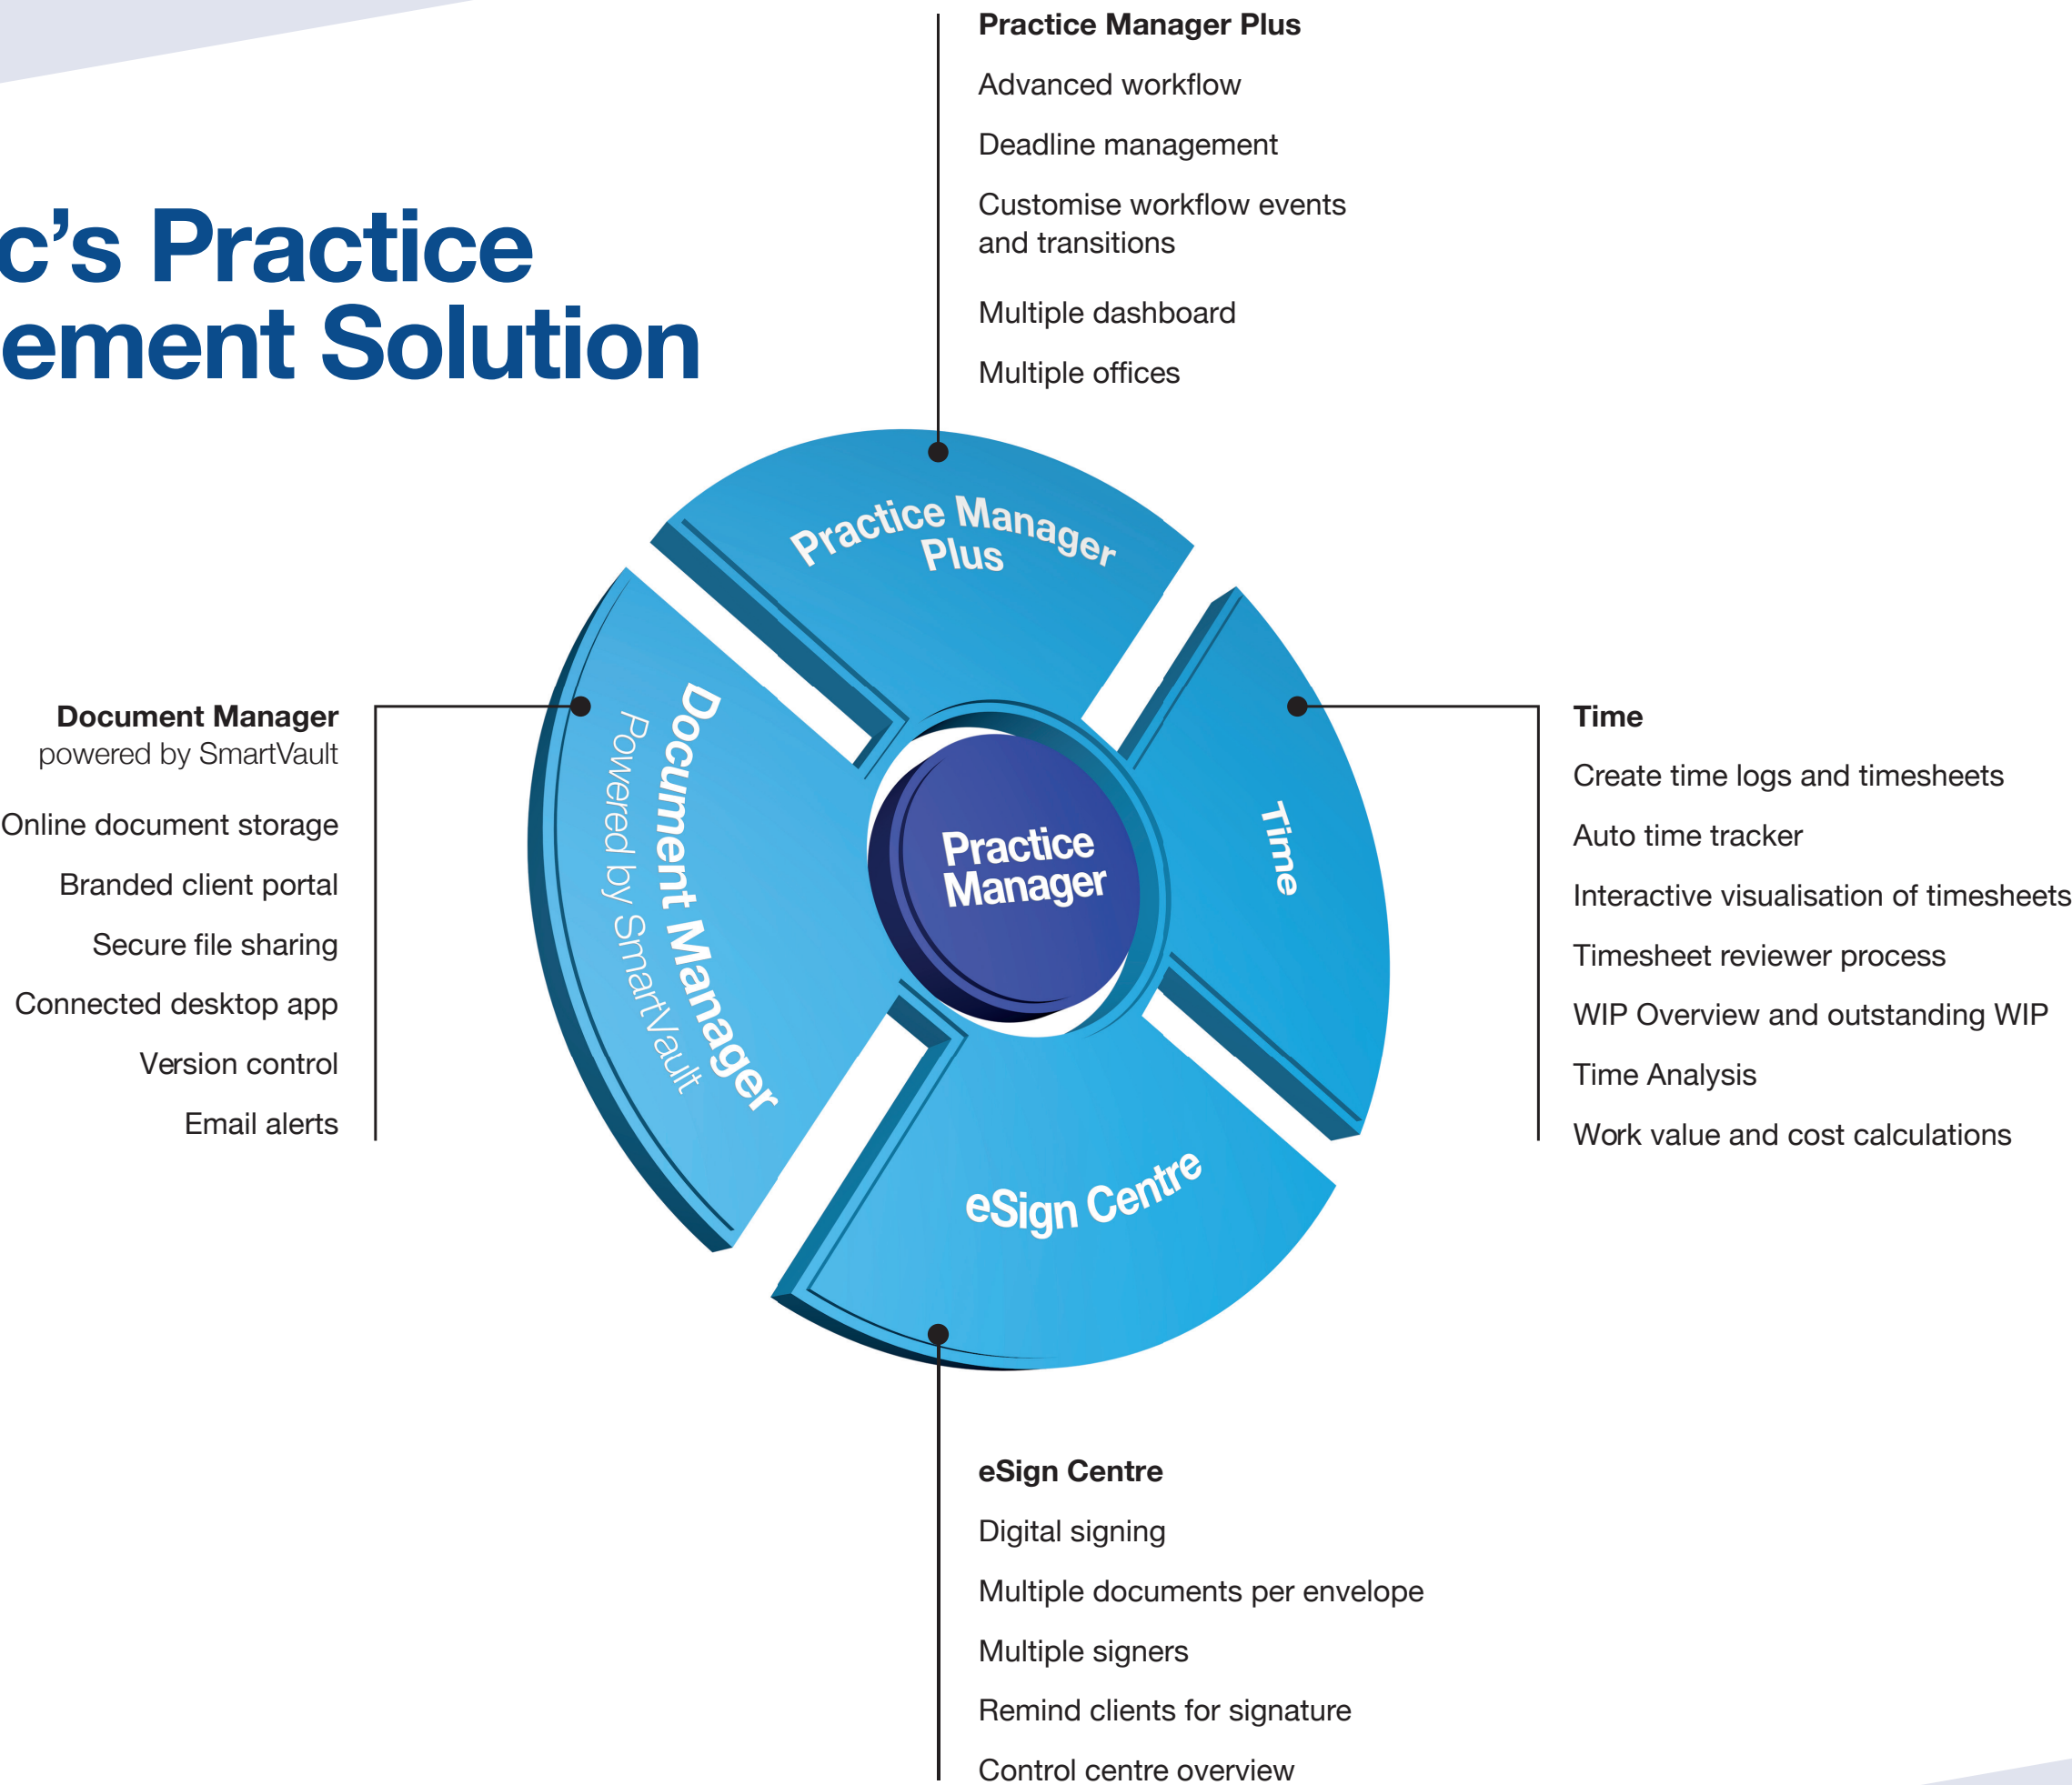 Practice Manager Plus
Advanced workflow
Deadline management
Customise workflow events
and transitions
Multiple dashboard
Multiple offices
c’s Practice
ement Solution
Practice Manager
Plus
Document Manager
Powered by SmartVault
Practice
Manager
Time
eSign Centre
Document Manager
powered by SmartVault
Online document storage
Branded client portal
Secure file sharing
Connected desktop app
Version control
Email alerts
Time
Create time logs and timesheets
Auto time tracker
Interactive visualisation of timesheets
Timesheet reviewer process
WIP Overview and outstanding WIP
Time Analysis
Work value and cost calculations
eSign Centre
Digital signing
Multiple documents per envelope
Multiple signers
Remind clients for signature
Control centre overview